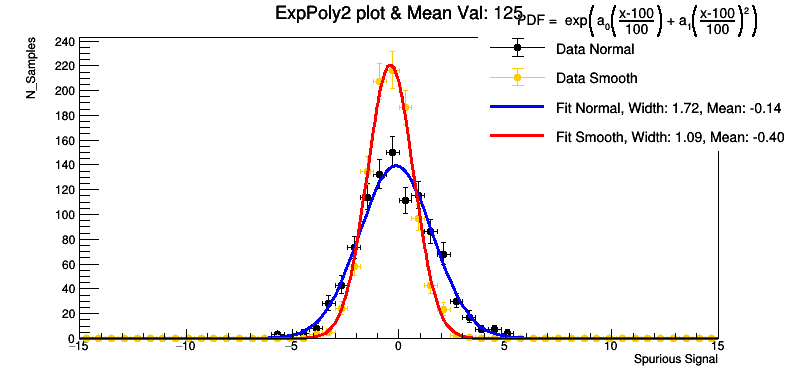 ExpPoly2 plot & Mean Val: 125
PDF = exp(a₀(x-100/100) + a₁(x-100/100)²)
Data Normal
Data Smooth
Fit Normal, Width: 1.72, Mean: -0.14
Fit Smooth, Width: 1.09, Mean: -0.40
N_Samples
240
220
200
180
160
140
120
100
80
60
40
20
0
−15 −10 −5 0 5 15
Spurious Signal